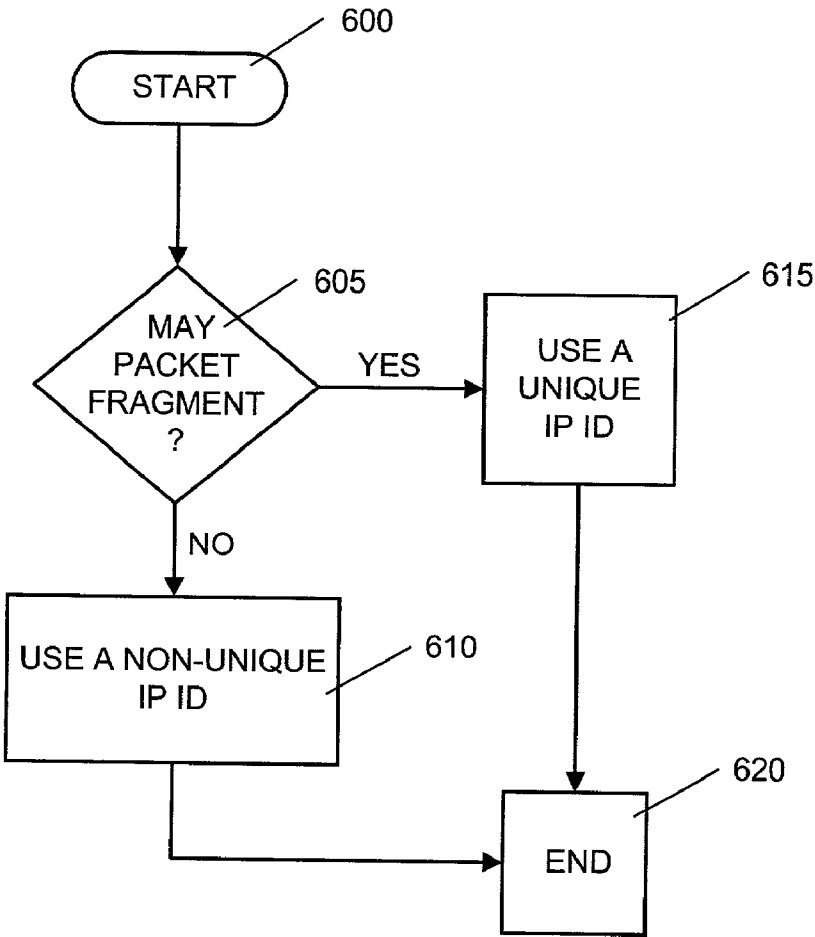 600
START
605
MAY
PACKET
FRAGMENT
?
YES
615
USE A
UNIQUE
IP ID
NO
USE A NON-UNIQUE
IP ID
610
620
END